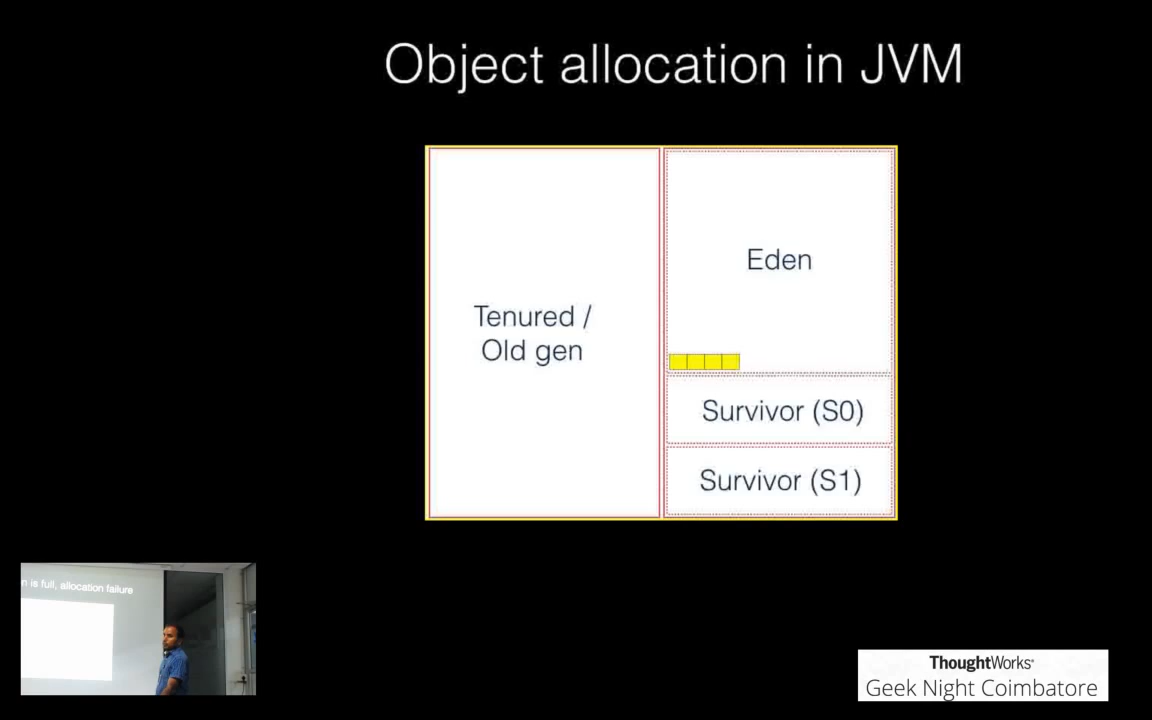 Object allocation in JVM
Eden
Tenured /
Old gen
Survivor (S0)
Survivor (S1)
is full, allocation failure
ThoughtWorks
Geek Night Coimbatore